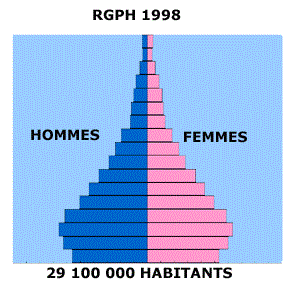 RGPH 1998
HOMMES
FEMMES
29 100 000 HABITANTS